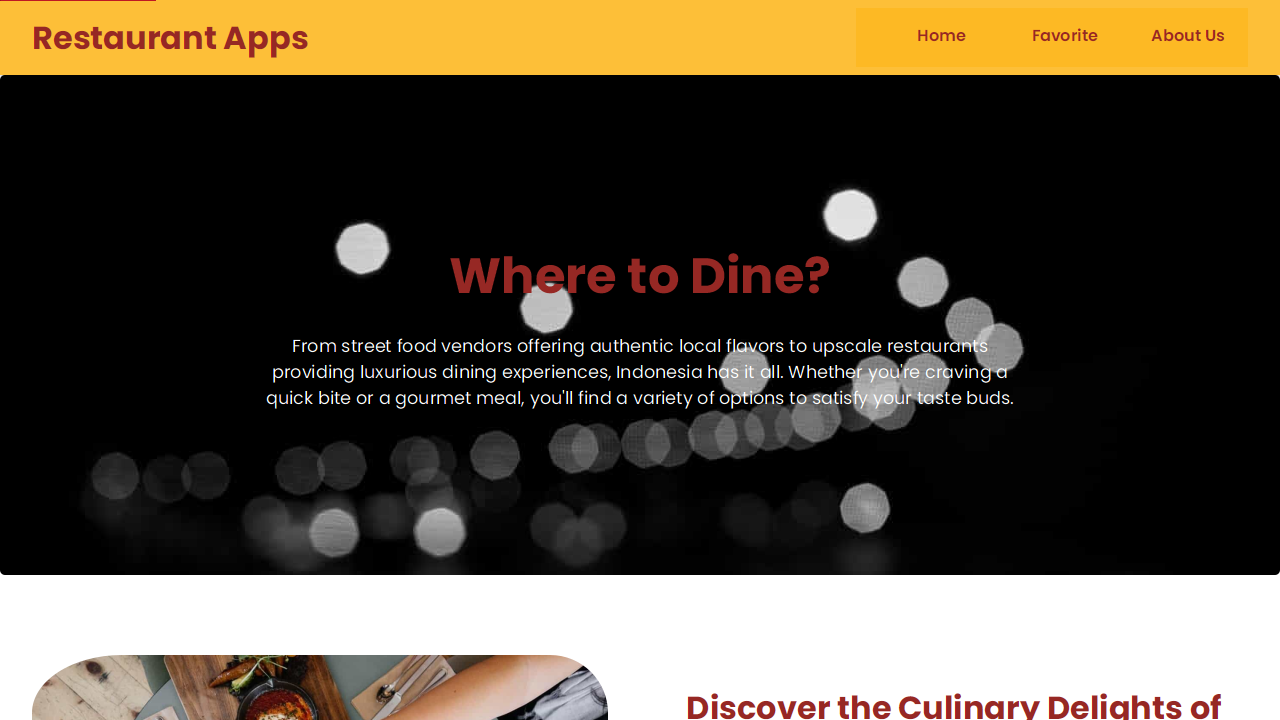 Restaurant Apps
Home
Favorite
About Us
Where to Dine?
From street food vendors offering authentic local flavors to upscale restaurants
providing luxurious dining experiences, Indonesia has it all. Whether you're craving a
quick bite or a gourmet meal, you'll find a variety of options to satisfy your taste buds.
Discover the Culinary Delights of